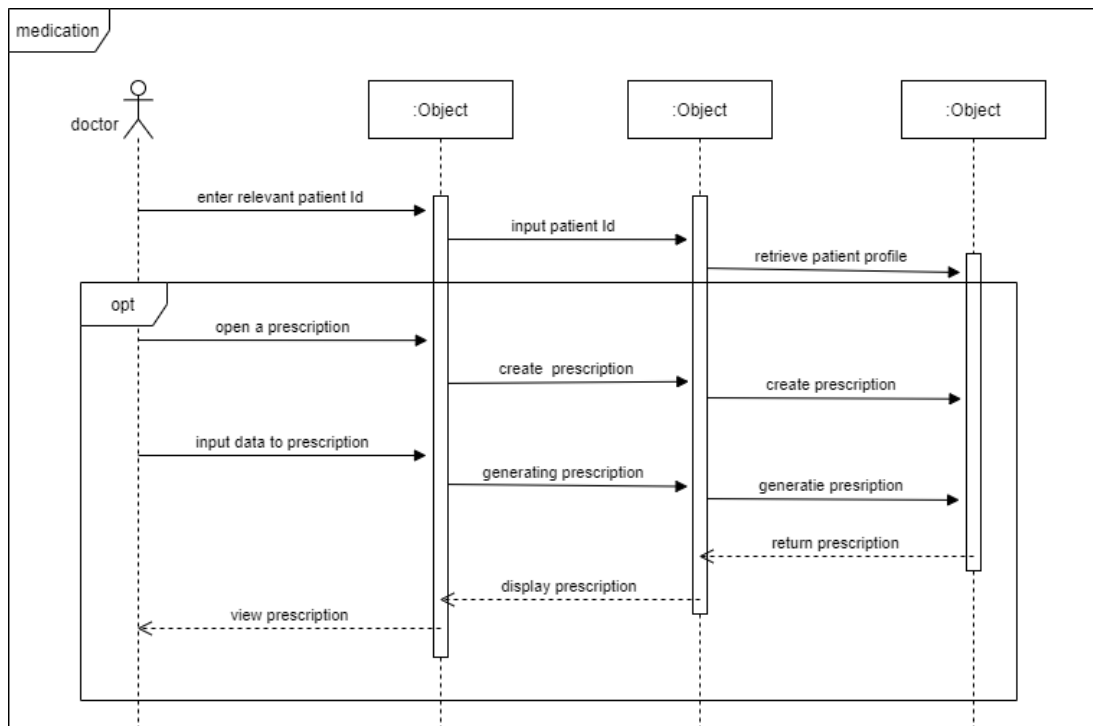 medication
doctor
:Object
:Object
:Object
enter relevant patient Id
input patient Id
retrieve patient profile
opt
open a prescription
create  prescription
create prescription
input data to prescription
generating prescription
generatie presription
return prescription
display prescription
view prescription